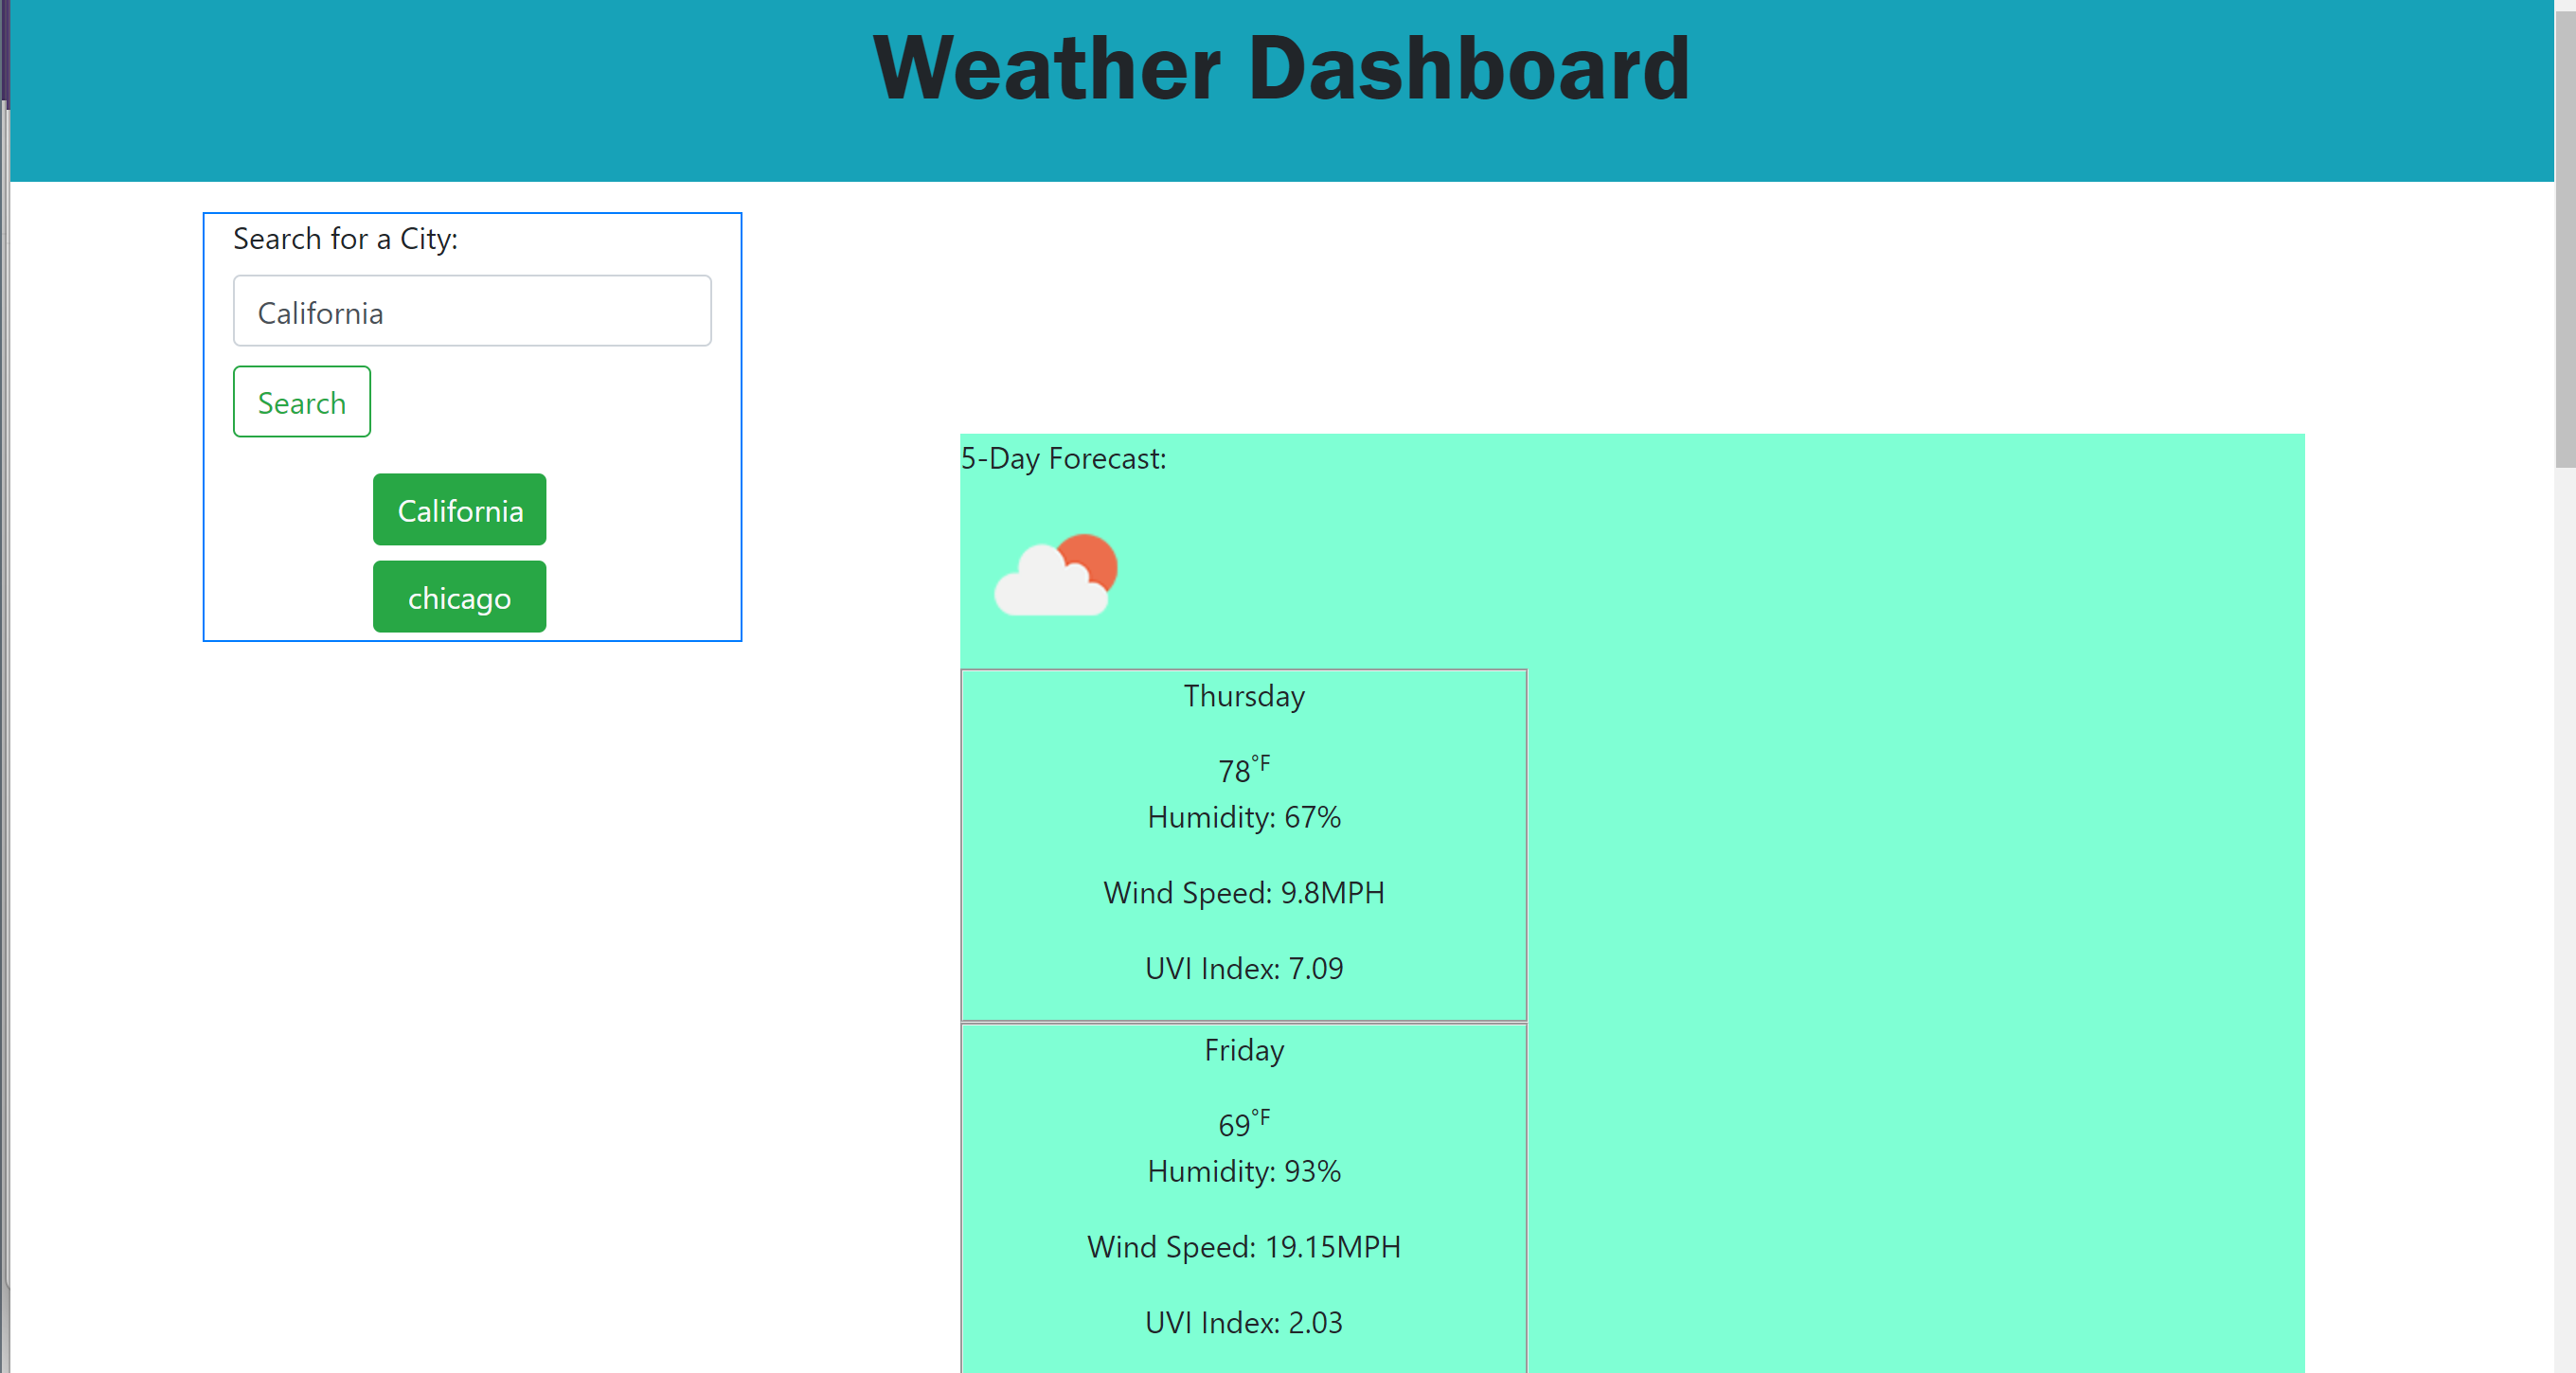 Weather Dashboard
Search for a City:
California
Search
California
chicago
5-Day Forecast:
Thursday
78°F
Humidity: 67%
Wind Speed: 9.8MPH
UVI Index: 7.09
Friday
69°F
Humidity: 93%
Wind Speed: 19.15MPH
UVI Index: 2.03